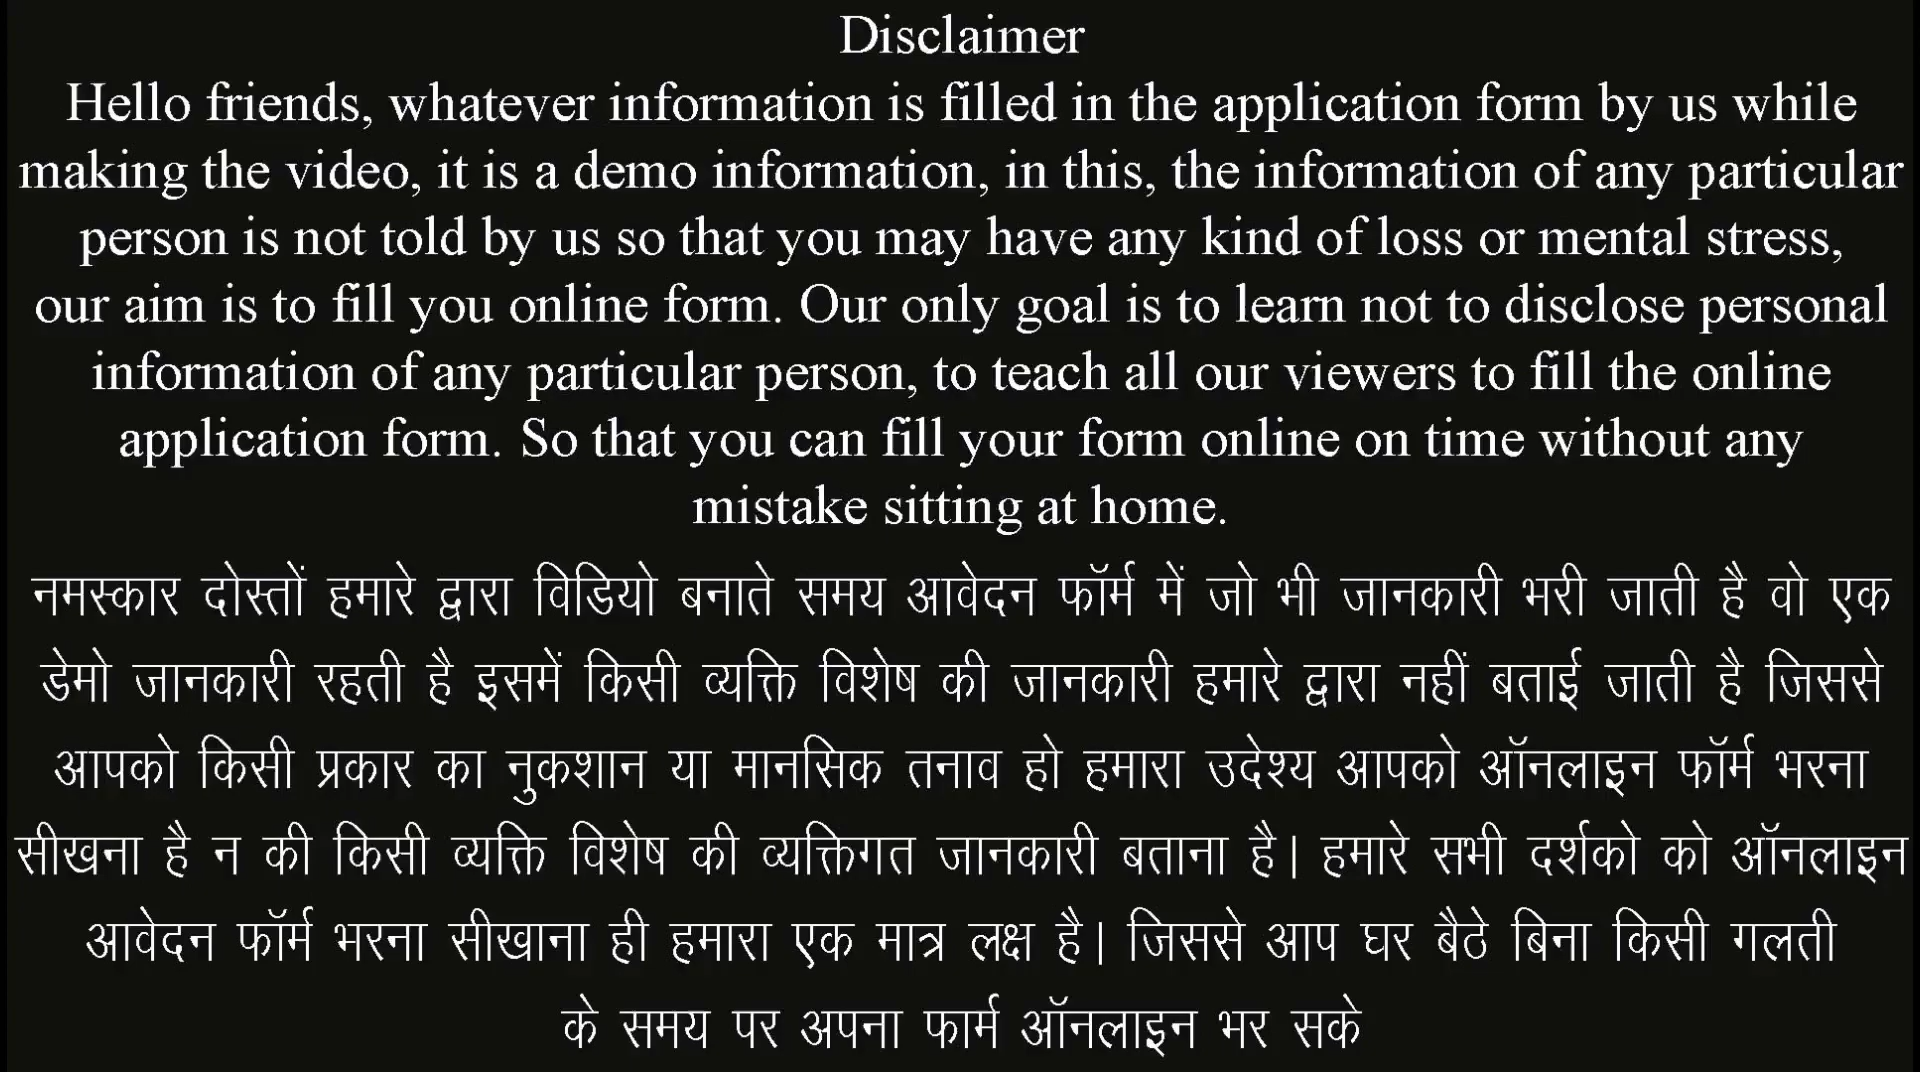 Disclaimer
Hello friends, whatever information is filled in the application form by us while
making the video, it is a demo information, in this, the information of any particular
person is not told by us so that you may have any kind of loss or mental stress,
our aim is to fill you online form. Our only goal is to learn not to disclose personal
information of any particular person, to teach all our viewers to fill the online
application form. So that you can fill your form online on time without any
mistake sitting at home.
नमस्कार दोस्तों हमारे द्वारा विडियो बनाते समय आवेदन फॉर्म में जो भी जानकारी भरी जाती है वो एक
डेमो जानकारी रहती है इसमें किसी व्यक्ति विशेष की जानकारी हमारे द्वारा नहीं बताई जाती है जिससे
आपको किसी प्रकार का नुकशान या मानसिक तनाव हो हमारा उदेश्य आपको ऑनलाइन फॉर्म भरना
सीखना है न की किसी व्यक्ति विशेष की व्यक्तिगत जानकारी बताना है। हमारे सभी दर्शको को ऑनलाइन
आवेदन फॉर्म भरना सीखाना ही हमारा एक मात्र लक्ष है। जिससे आप घर बैठे बिना किसी गलती
के समय पर अपना फार्म ऑनलाइन भर सके